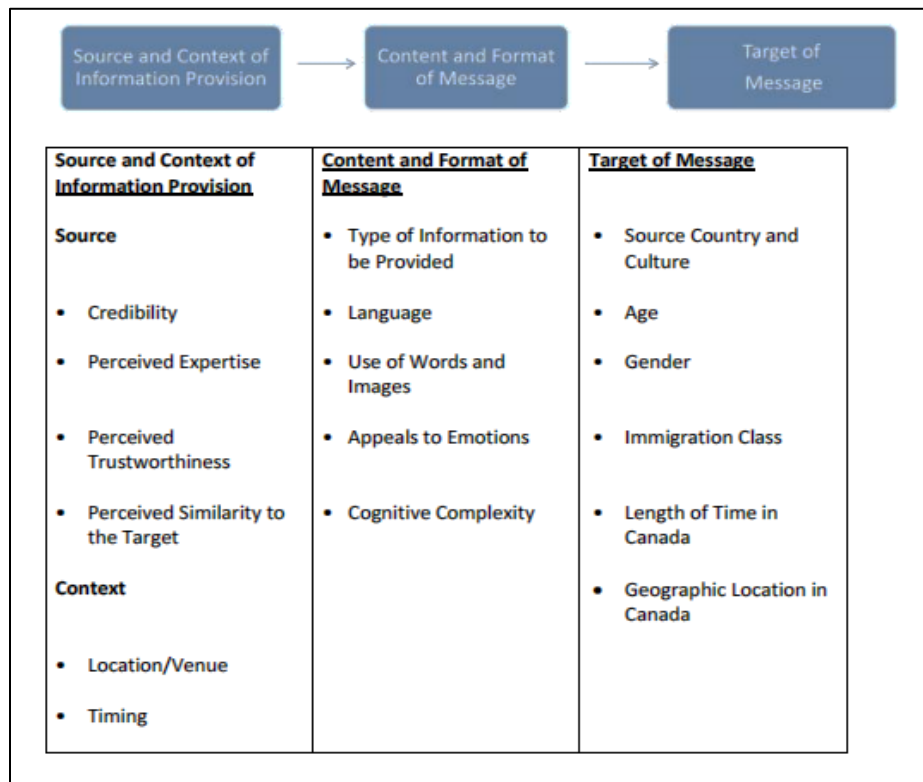 Source and Context of
Information Provision
Content and Format
of Message
Target of
Message
Source and Context of
Information Provision
Source
• Credibility
• Perceived Expertise
• Perceived
Trustworthiness
• Perceived Similarity to
the Target
Context
• Location/Venue
• Timing
Content and Format of
Message
• Type of Information to
be Provided
• Language
• Use of Words and
Images
• Appeals to Emotions
• Cognitive Complexity
Target of Message
• Source Country and
Culture
• Age
• Gender
• Immigration Class
• Length of Time in
Canada
• Geographic Location in
Canada